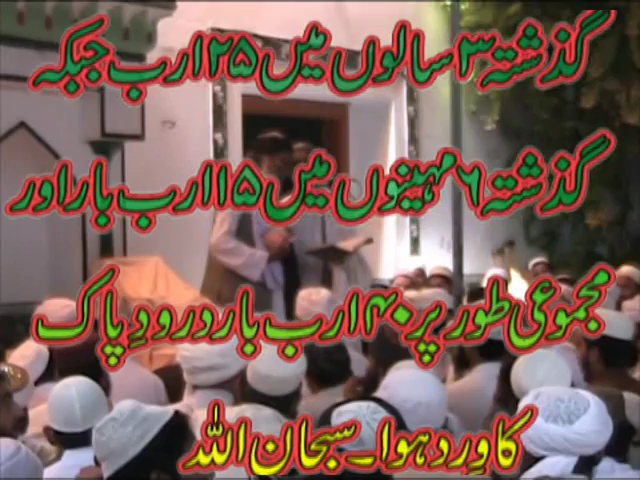 گذشتہ ۳ سالوں میں ۲۵ ارب جبکہ
گذشتہ ۶ مہینوں میں ۱۵ ارب بار اور
مجموعی طور پر ۴۰ ارب بار درودِ پاک
کا وِرد ہوا۔ سبحان اللہ